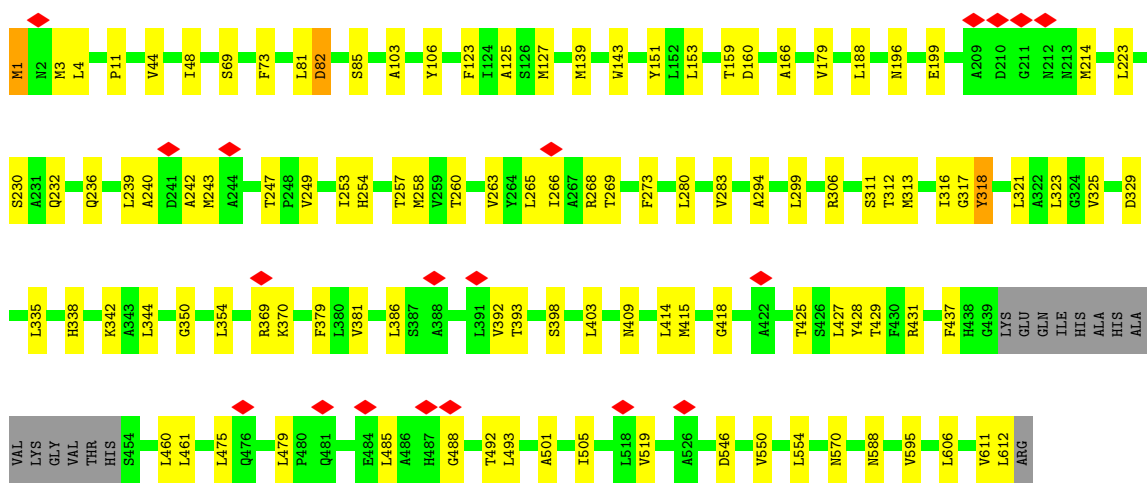 M1 N2 M3 L4 P11 V44 I48 S69 F73 L81 D82 S85 A103 Y106 F123 I124 A125 S126 M127 M139 W143 Y151 L152 L153 T159 D160 A166 V179 L188 N196 E199 A209 D210 G211 N212 N213 M214 L223
S230 A231 Q232 Q236 L239 A240 D241 A242 M243 A244 T247 P248 V249 I253 H254 T257 M258 V259 T260 V263 Y264 L265 I266 A267 R268 T269 F273 L280 V283 A294 L299 R306 S311 T312 M313 I316 G317 Y318 L321 A322 L323 G324 V325 D329
L335 H338 K342 A343 L344 G350 L354 R369 K370 F379 L380 V381 L386 S387 A388 L391 V392 T393 S398 L403 N409 L414 M415 G418 A422 T425 S426 L427 Y428 T429 F430 R431 F437 H438 G439 LYS GLU GLN ILE HIS ALA HIS ALA
VAL LYS GLY VAL THR HIS S454 L460 L461 L475 Q476 L479 P480 Q481 E484 L485 A486 H487 G488 T492 L493 A501 I505 L518 V519 A526 D546 V550 L554 N570 N588 V595 L606 V611 L612 ARG